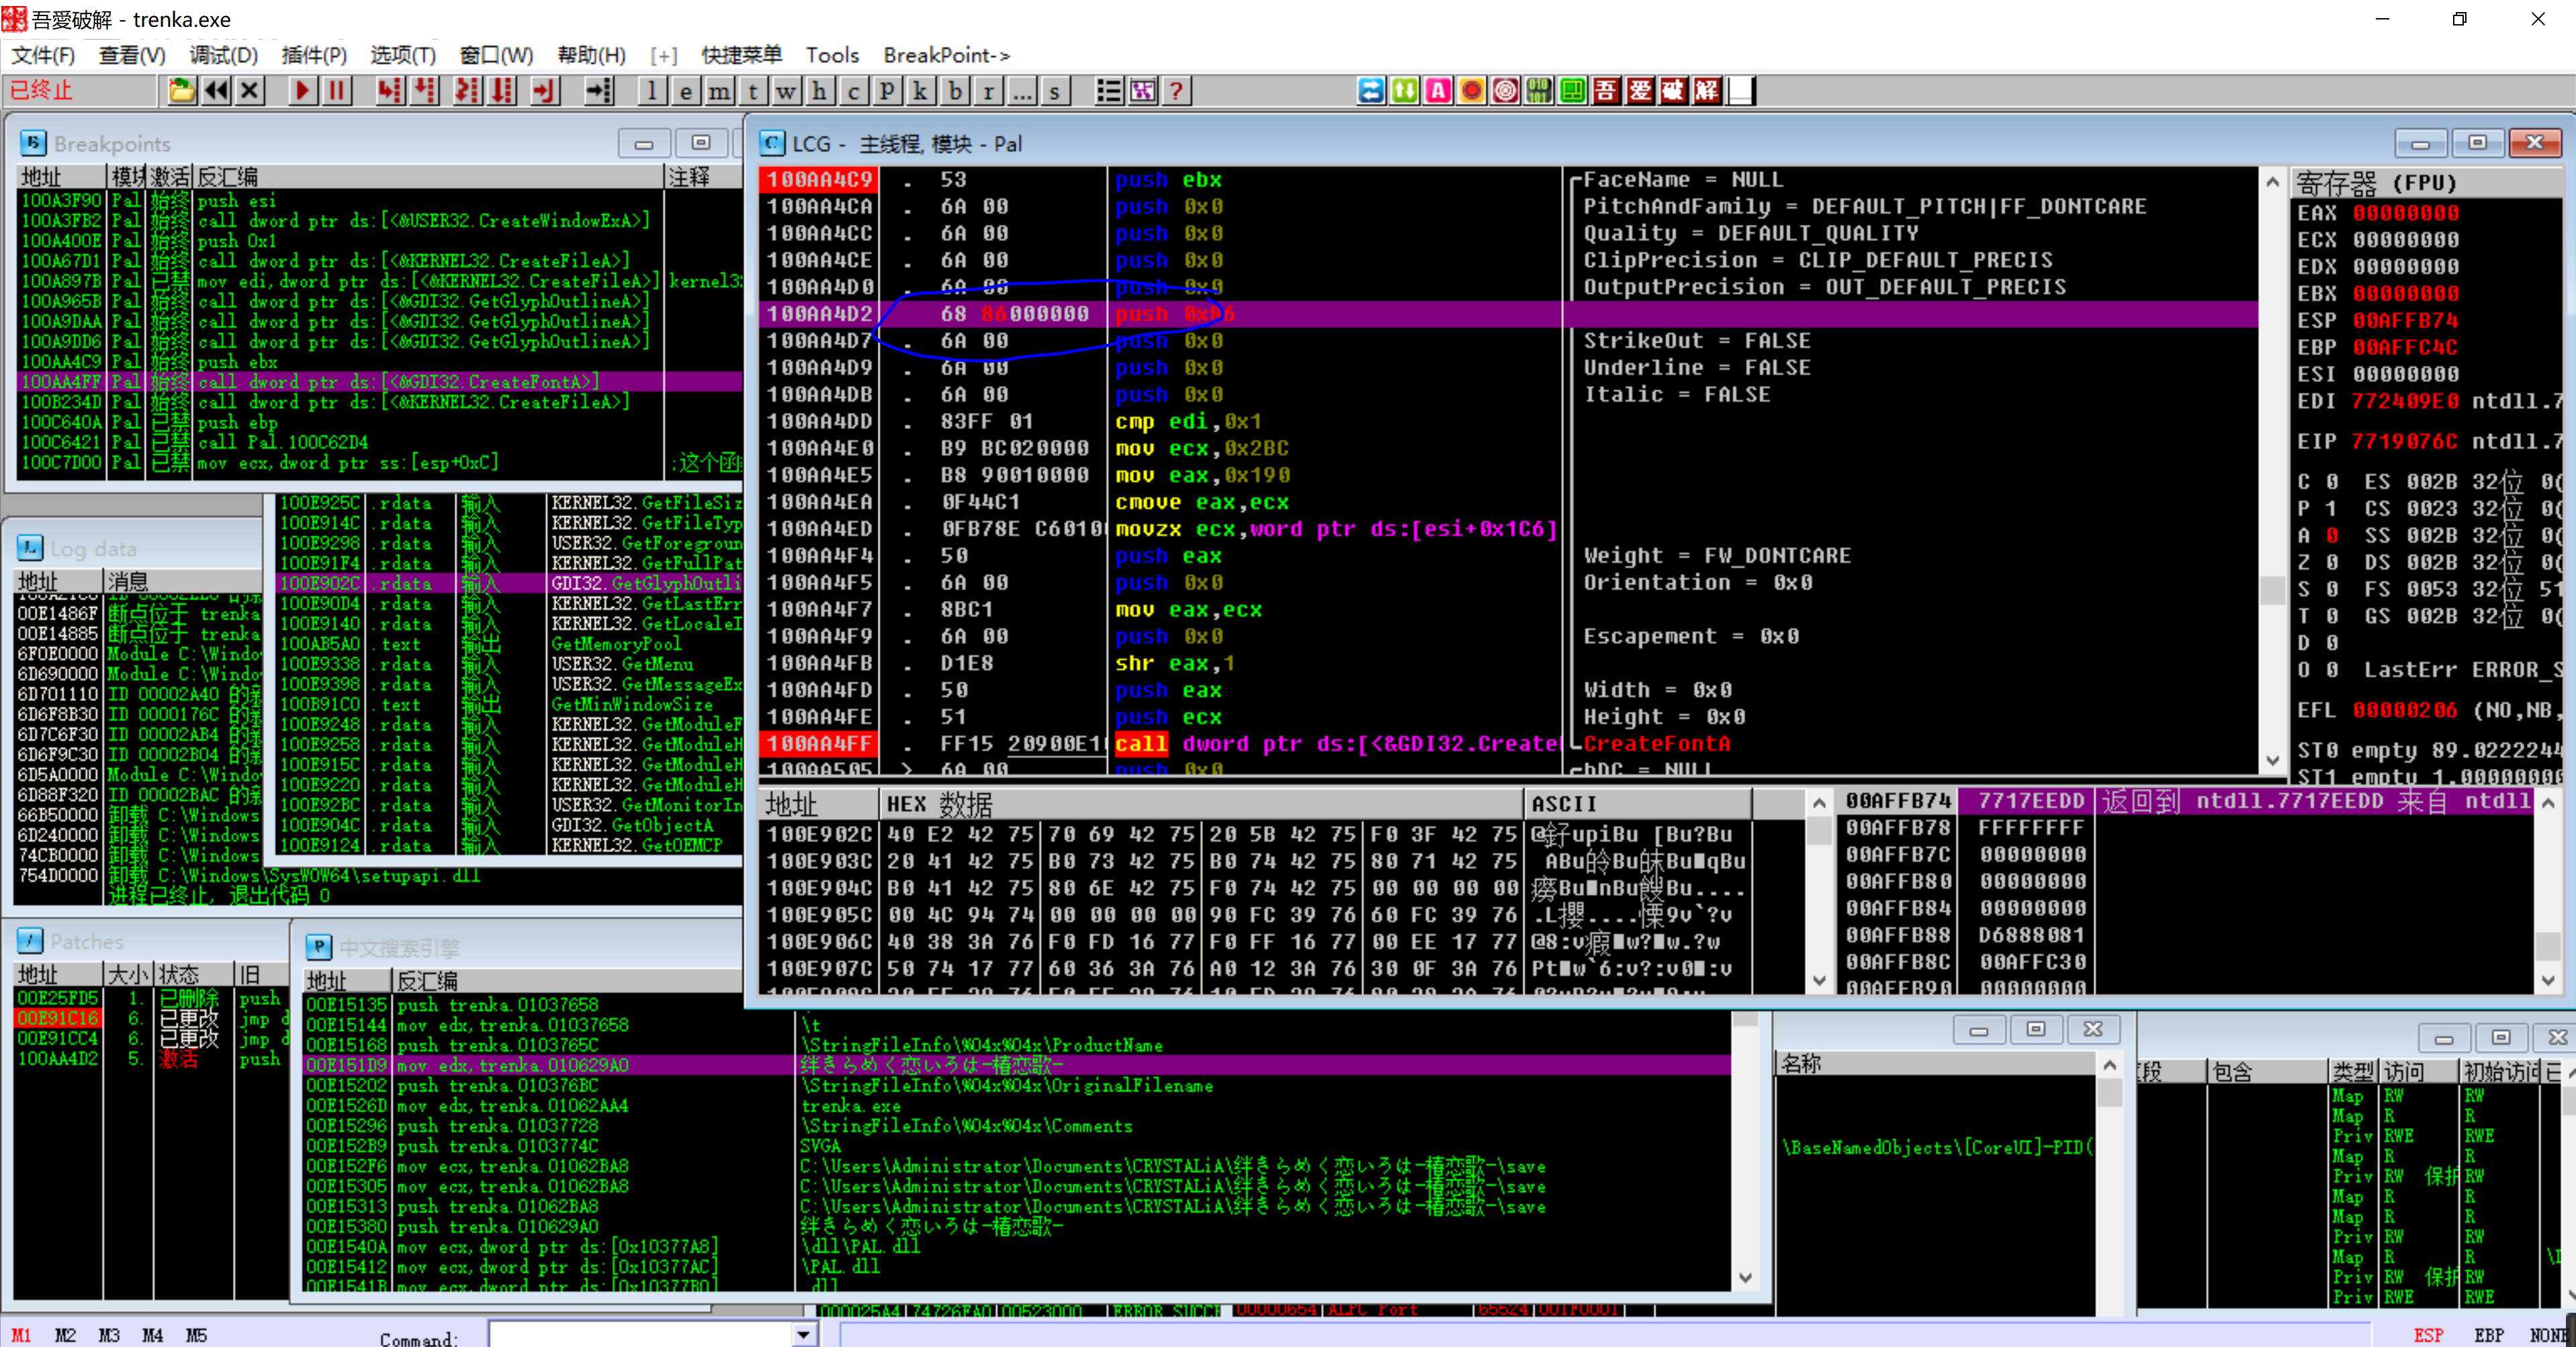 吾愛破解 - trenka.exe
文件(F) 查看(V) 调试(D) 插件(P) 选项(T) 窗口(W) 帮助(H) [+] 快捷菜单 Tools BreakPoint->
已终止 l e m t w h c p k b r ... s ? 吾 爱 破 解
Breakpoints
地址 模块 激活 反汇编 注释
100A3F90 Pal 始终 push esi
100A3FB2 Pal 始终 call dword ptr ds:[<&USER32.CreateWindowExA>]
100A400E Pal 始终 push 0x1
100A67D1 Pal 始终 call dword ptr ds:[<&KERNEL32.CreateFileA>]
100A897B Pal 已禁 mov edi,dword ptr ds:[<&KERNEL32.CreateFileA>] kernel32
100A965B Pal 始终 call dword ptr ds:[<&GDI32.GetGlyphOutlineA>]
100A9DAA Pal 始终 call dword ptr ds:[<&GDI32.GetGlyphOutlineA>]
100A9DD6 Pal 始终 call dword ptr ds:[<&GDI32.GetGlyphOutlineA>]
100AA4C9 Pal 始终 push ebx
100AA4FF Pal 始终 call dword ptr ds:[<&GDI32.CreateFontA>]
100B234D Pal 始终 call dword ptr ds:[<&KERNEL32.CreateFileA>]
100C640A Pal 已禁 push ebp
100C6421 Pal 已禁 call Pal.100C62D4
100C7D00 Pal 已禁 mov ecx,dword ptr ss:[esp+0xC] ;这个函
100E925C .rdata 输入 KERNEL32.GetFileSiz
100E914C .rdata 输入 KERNEL32.GetFileTyp
100E9298 .rdata 输入 USER32.GetForegroun
100E91F4 .rdata 输入 KERNEL32.GetFullPat
100E902C .rdata 输入 GDI32.GetGlyphOutli
100E90D4 .rdata 输入 KERNEL32.GetLastErr
100E9140 .rdata 输入 KERNEL32.GetLocaleI
100AB5A0 .text 输出 GetMemoryPool
100E9338 .rdata 输入 USER32.GetMenu
100E9398 .rdata 输入 USER32.GetMessageEx
100B91C0 .text 输出 GetMinWindowSize
100E9248 .rdata 输入 KERNEL32.GetModuleF
100E9258 .rdata 输入 KERNEL32.GetModuleH
100E915C .rdata 输入 KERNEL32.GetModuleH
100E9220 .rdata 输入 KERNEL32.GetModuleH
100E92BC .rdata 输入 USER32.GetMonitorIn
100E904C .rdata 输入 GDI32.GetObjectA
100E9124 .rdata 输入 KERNEL32.GetOEMCP
Log data
地址 消息
00E1486F 断点位于 trenka
00E14885 断点位于 trenka
6F0E0000 Module C:\Windo
6D690000 Module C:\Windo
6D701110 ID 00002A40 的新
6D6F8B30 ID 0000176C 的新
6D7C6F30 ID 00002AB4 的新
6D6F9C30 ID 00002B04 的新
6D5A0000 Module C:\Windo
6D88F320 ID 00002BAC 的新
66B50000 卸载 C:\Windows
6D240000 卸载 C:\Windows
74CB0000 卸载 C:\Windows
754D0000 卸载 C:\Windows\SysWOW64\setupapi.dll
进程已终止, 退出代码 0
Patches
地址 大小 状态 旧
00E25FD5 1. 已删除 push
00E91C16 6. 已更改 jmp d
00E91CC4 6. 已更改 jmp d
100AA4D2 5. 激活 push
中文搜索引擎
地址 反汇编
00E15135 push trenka.01037658
00E15144 mov edx,trenka.01037658 \t
00E15168 push trenka.0103765C \StringFileInfo\%04x%04x\ProductName
00E151D9 mov edx,trenka.010629A0 绊きらめく恋いろは-椿恋歌-
00E15202 push trenka.010376BC \StringFileInfo\%04x%04x\OriginalFilename
00E1526D mov edx,trenka.01062AA4 trenka.exe
00E15296 push trenka.01037728 \StringFileInfo\%04x%04x\Comments
00E152B9 push trenka.0103774C SVGA
00E152F6 mov ecx,trenka.01062BA8 C:\Users\Administrator\Documents\CRYSTALiA\绊きらめく恋いろは-椿恋歌-\save
00E15305 mov ecx,trenka.01062BA8 C:\Users\Administrator\Documents\CRYSTALiA\绊きらめく恋いろは-椿恋歌-\save
00E15313 push trenka.01062BA8 C:\Users\Administrator\Documents\CRYSTALiA\绊きらめく恋いろは-椿恋歌-\save
00E15380 push trenka.010629A0 绊きらめく恋いろは-椿恋歌-
00E1540A mov ecx,dword ptr ds:[0x10377A8] \dll\PAL.dll
00E15412 mov ecx,dword ptr ds:[0x10377AC] \PAL.dll
00E1541B mov ecx,dword ptr ds:[0x10377B0] .dll
LCG - 主线程, 模块 - Pal
100AA4C9 . 53 push ebx FaceName = NULL
100AA4CA . 6A 00 push 0x0 PitchAndFamily = DEFAULT_PITCH|FF_DONTCARE
100AA4CC . 6A 00 push 0x0 Quality = DEFAULT_QUALITY
100AA4CE . 6A 00 push 0x0 ClipPrecision = CLIP_DEFAULT_PRECIS
100AA4D0 . 6A 00 push 0x0 OutputPrecision = OUT_DEFAULT_PRECIS
100AA4D2 68 86000000 push 0x86
100AA4D7 . 6A 00 push 0x0 StrikeOut = FALSE
100AA4D9 . 6A 00 push 0x0 Underline = FALSE
100AA4DB . 6A 00 push 0x0 Italic = FALSE
100AA4DD . 83FF 01 cmp edi,0x1
100AA4E0 . B9 BC020000 mov ecx,0x2BC
100AA4E5 . B8 90010000 mov eax,0x190
100AA4EA . 0F44C1 cmove eax,ecx
100AA4ED . 0FB78E C6010 movzx ecx,word ptr ds:[esi+0x1C6]
100AA4F4 . 50 push eax Weight = FW_DONTCARE
100AA4F5 . 6A 00 push 0x0 Orientation = 0x0
100AA4F7 . 8BC1 mov eax,ecx
100AA4F9 . 6A 00 push 0x0 Escapement = 0x0
100AA4FB . D1E8 shr eax,1
100AA4FD . 50 push eax Width = 0x0
100AA4FE . 51 push ecx Height = 0x0
100AA4FF . FF15 20900E1 call dword ptr ds:[<&GDI32.Create CreateFontA
100AA505 > 6A 00 push 0x0 hDC = NULL
寄存器 (FPU)
EAX 00000000
ECX 00000000
EDX 00000000
EBX 00000000
ESP 00AFFB74
EBP 00AFFC4C
ESI 00000000
EDI 772409E0 ntdll.7
EIP 7719076C ntdll.7
C 0 ES 002B 32位 0(
P 1 CS 0023 32位 0(
A 0 SS 002B 32位 0(
Z 0 DS 002B 32位 0(
S 0 FS 0053 32位 51
T 0 GS 002B 32位 0(
D 0
O 0 LastErr ERROR_S
EFL 00000206 (NO,NB,
ST0 empty 89.0222244
ST1 empty 1.00000000
地址 HEX 数据 ASCII
100E902C 40 E2 42 75 70 69 42 75 20 5B 42 75 F0 3F 42 75
100E903C 20 41 42 75 B0 73 42 75 B0 74 42 75 80 71 42 75
100E904C B0 41 42 75 80 6E 42 75 F0 74 42 75 00 00 00 00
100E905C 00 4C 94 74 00 00 00 00 90 FC 39 76 60 FC 39 76
100E906C 40 38 3A 76 F0 FD 16 77 F0 FF 16 77 00 EE 17 77
100E907C 50 74 17 77 60 36 3A 76 A0 12 3A 76 30 0F 3A 76
00AFFB74 7717EEDD 返回到 ntdll.7717EEDD 来自 ntdll
00AFFB78 FFFFFFFF
00AFFB7C 00000000
00AFFB80 00000000
00AFFB84 00000000
00AFFB88 D6888081
00AFFB8C 00AFFC30
00AFFB90 00000000
名称
\BaseNamedObjects\[CoreUI]-PID(
段 包含 类型 访问 初始访问 已
Map RW RW
Map R R
Priv RWE RWE
Map R R
Priv RW 保护 RW
Map R R
Map R R
Priv RW RW
Map R R
Priv RW 保护 RW
Priv RWE RWE
000025A4 74726FA0 00523000 ERROR_SUCCE 00000654 ALPC Port 65524 001F0001
M1 M2 M3 M4 M5 Command: ESP EBP NONE